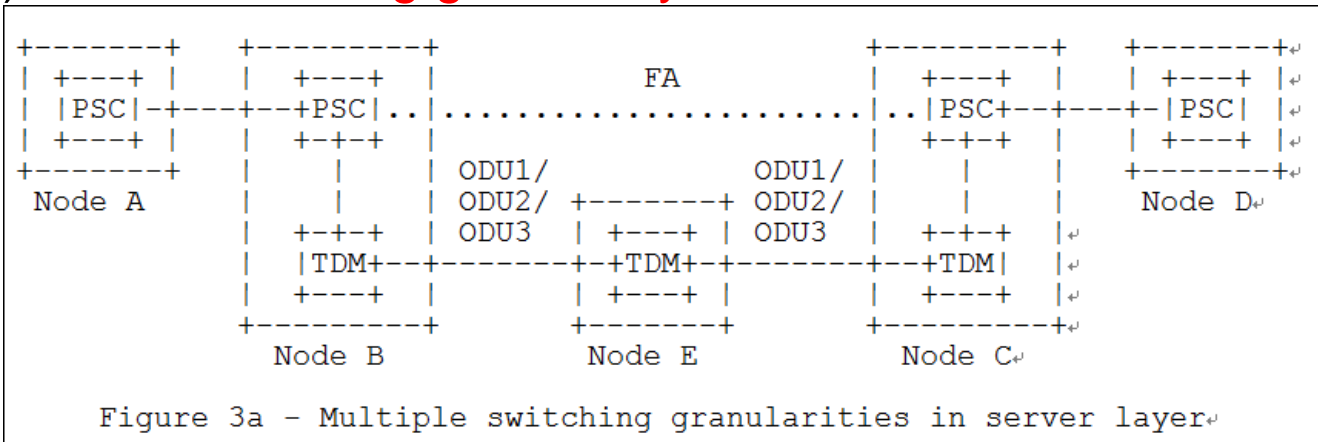 +-------+   +---------+                       +---------+   +-------+
| +---+ |   |  +---+  |           FA          |  +---+  |   | +---+ |
| |PSC|-+---+--+PSC|..|.......................|..|PSC+--+---+-|PSC| |
| +---+ |   |  +-+-+  |                       |  +-+-+  |   | +---+ |
+-------+   |    |    | ODU1/           ODU1/ |    |    |   +-------+
Node A      |    |    | ODU2/ +-------+ ODU2/ |    |    |    Node D
|  +-+-+  | ODU3  | +---+ | ODU3  |  +-+-+  |
|  |TDM+--+-------+-+TDM+-+-------+--+TDM|  |
|  +---+  |       | +---+ |       |  +---+  |
+---------+       +-------+       +---------+
Node B           Node E           Node C
Figure 3a - Multiple switching granularities in server layer